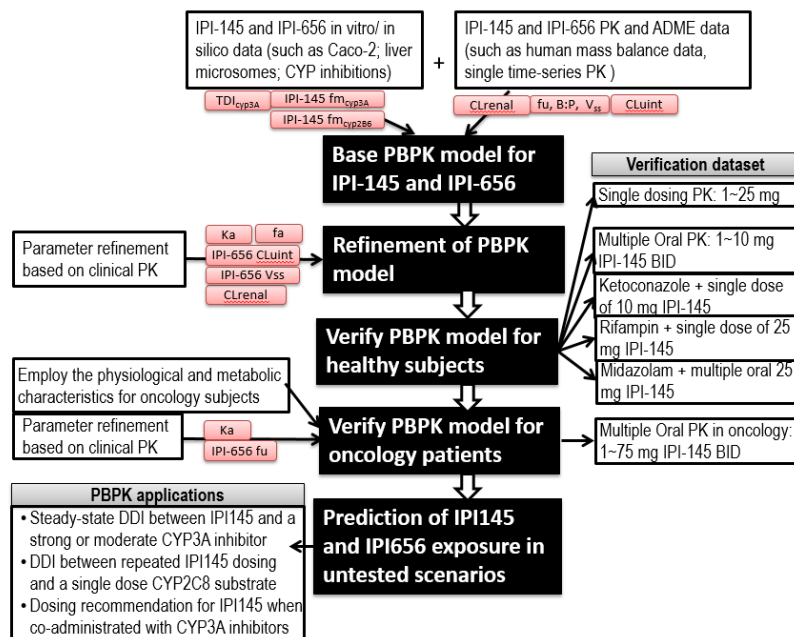 IPI-145 and IPI-656 in vitro/ in
silico data (such as Caco-2; liver
microsomes; CYP inhibitions)
+
IPI-145 and IPI-656 PK and ADME data
(such as human mass balance data,
single time-series PK )
TDIcyp3A
IPI-145 fmcyp3A
IPI-145 fmcyp2B6
CLrenal
fu, B:P, Vss
CLuint
Base PBPK model for
IPI-145 and IPI-656
Verification dataset
Single dosing PK: 1~25 mg
Multiple Oral PK: 1~10 mg
IPI-145 BID
Ketoconazole + single dose
of 10 mg IPI-145
Rifampin + single dose of 25
mg IPI-145
Midazolam + multiple oral 25
mg IPI-145
Parameter refinement
based on clinical PK
Ka
fa
IPI-656 CLuint
IPI-656 Vss
CLrenal
Refinement of PBPK
model
Verify PBPK model for
healthy subjects
Employ the physiological and metabolic
characteristics for oncology subjects
Parameter refinement
based on clinical PK
Ka
IPI-656 fu
Verify PBPK model for
oncology patients
Multiple Oral PK in oncology:
1~75 mg IPI-145 BID
PBPK applications
• Steady-state DDI between IPI145 and a
strong or moderate CYP3A inhibitor
• DDI between repeated IPI145 dosing
and a single dose CYP2C8 substrate
• Dosing recommendation for IPI145 when
co-administrated with CYP3A inhibitors
Prediction of IPI145
and IPI656 exposure in
untested scenarios